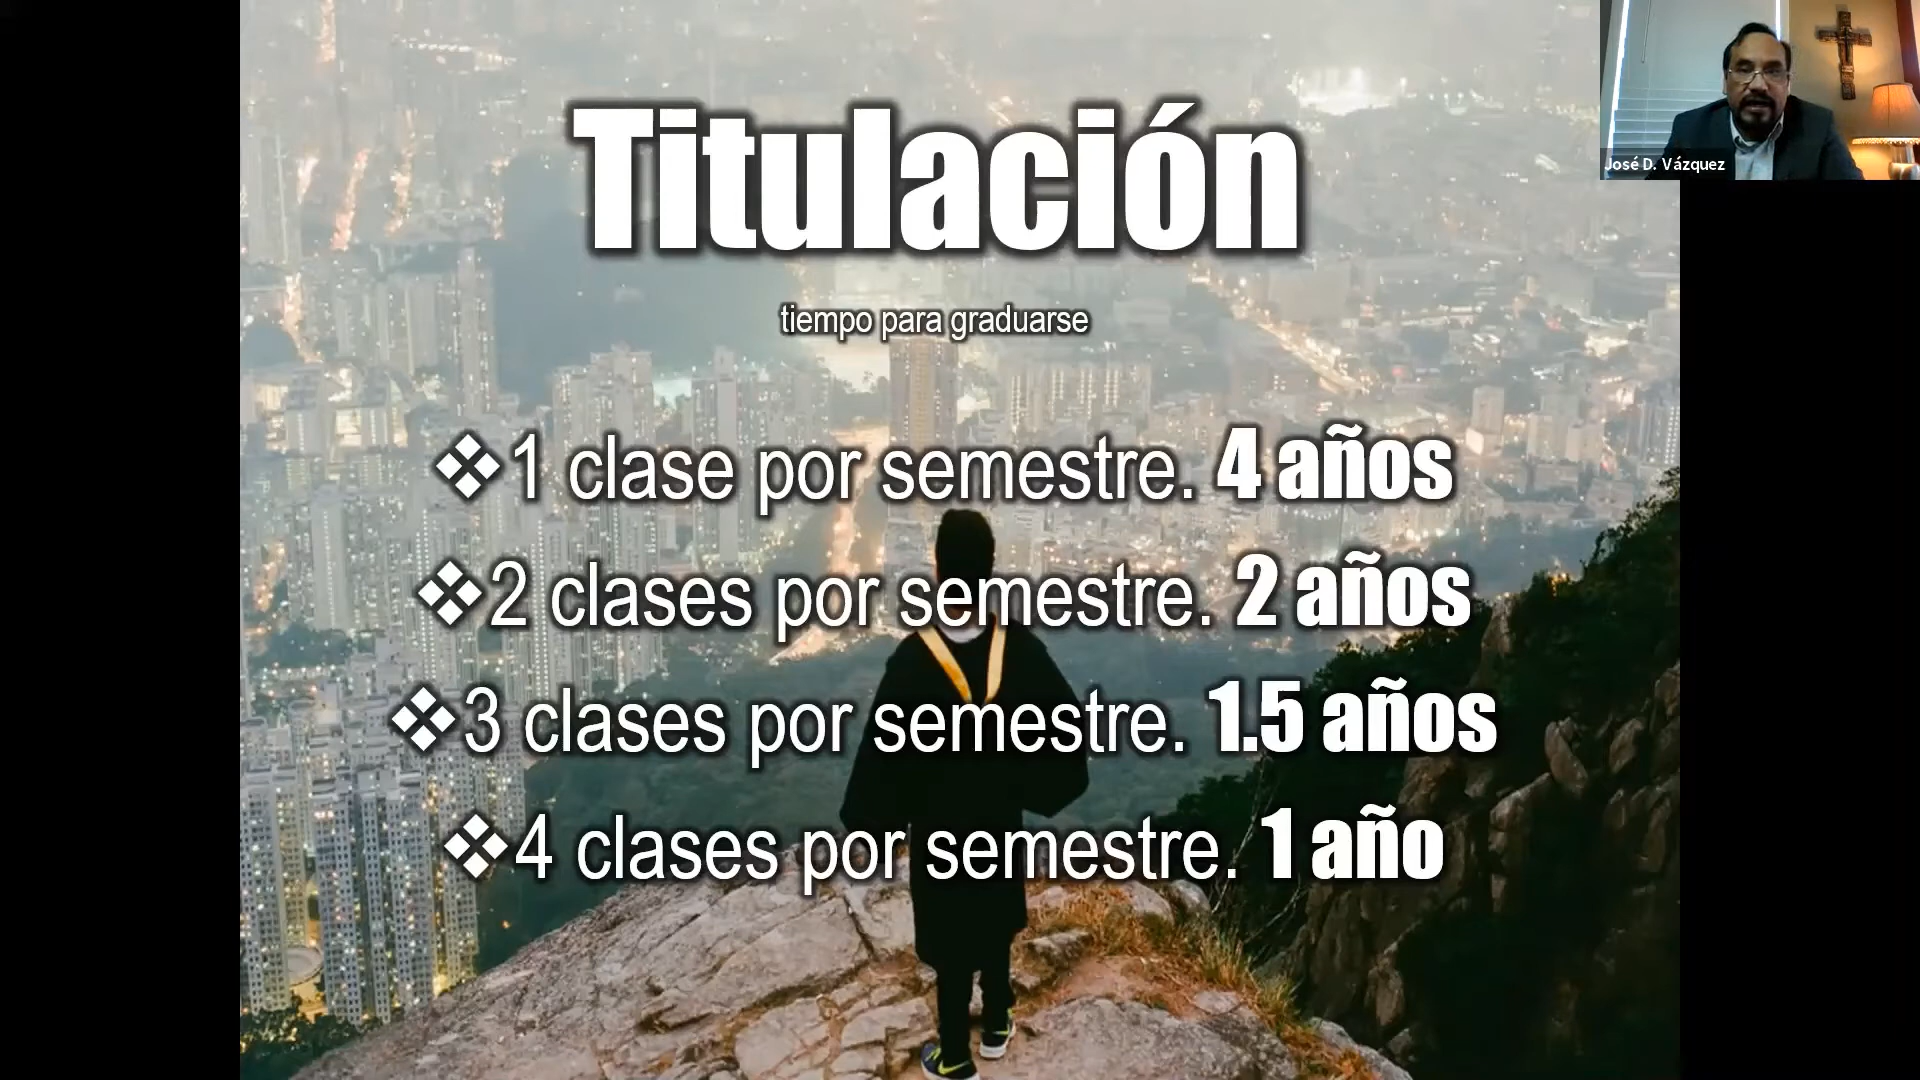 Titulación
tiempo para graduarse
❖1 clase por semestre. 4 años
❖2 clases por semestre. 2 años
❖3 clases por semestre. 1.5 años
❖4 clases por semestre. 1 año
José D. Vázquez